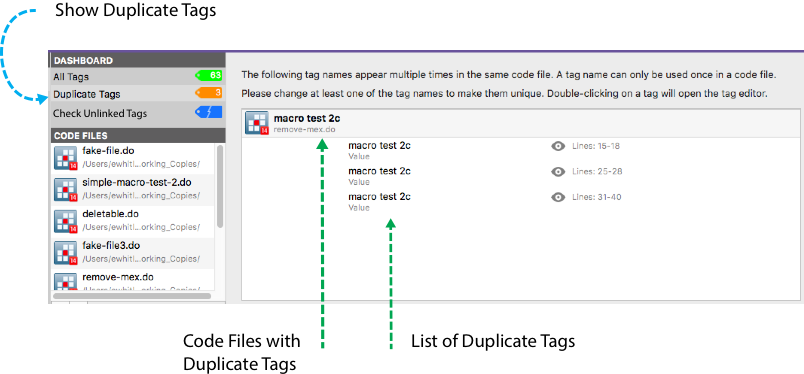 Show Duplicate Tags
DASHBOARD
All Tags 63
Duplicate Tags 3
Check Unlinked Tags
CODE FILES
fake-file.do
/Users/ewhitl...orking_Copies/
simple-macro-test-2.do
/Users/ewhitl...orking_Copies/
deletable.do
/Users/ewhitl...orking_Copies/
fake-file3.do
/Users/ewhitl...orking_Copies/
remove-mex.do
/Users/ewhitl...orking_Copies/
The following tag names appear multiple times in the same code file. A tag name can only be used once in a code file.
Please change at least one of the tag names to make them unique. Double-clicking on a tag will open the tag editor.
14 macro test 2c
remove-mex.do
macro test 2c Lines: 15-18
Value
macro test 2c Lines: 25-28
Value
macro test 2c Lines: 31-40
Value
Code Files with
Duplicate Tags
List of Duplicate Tags